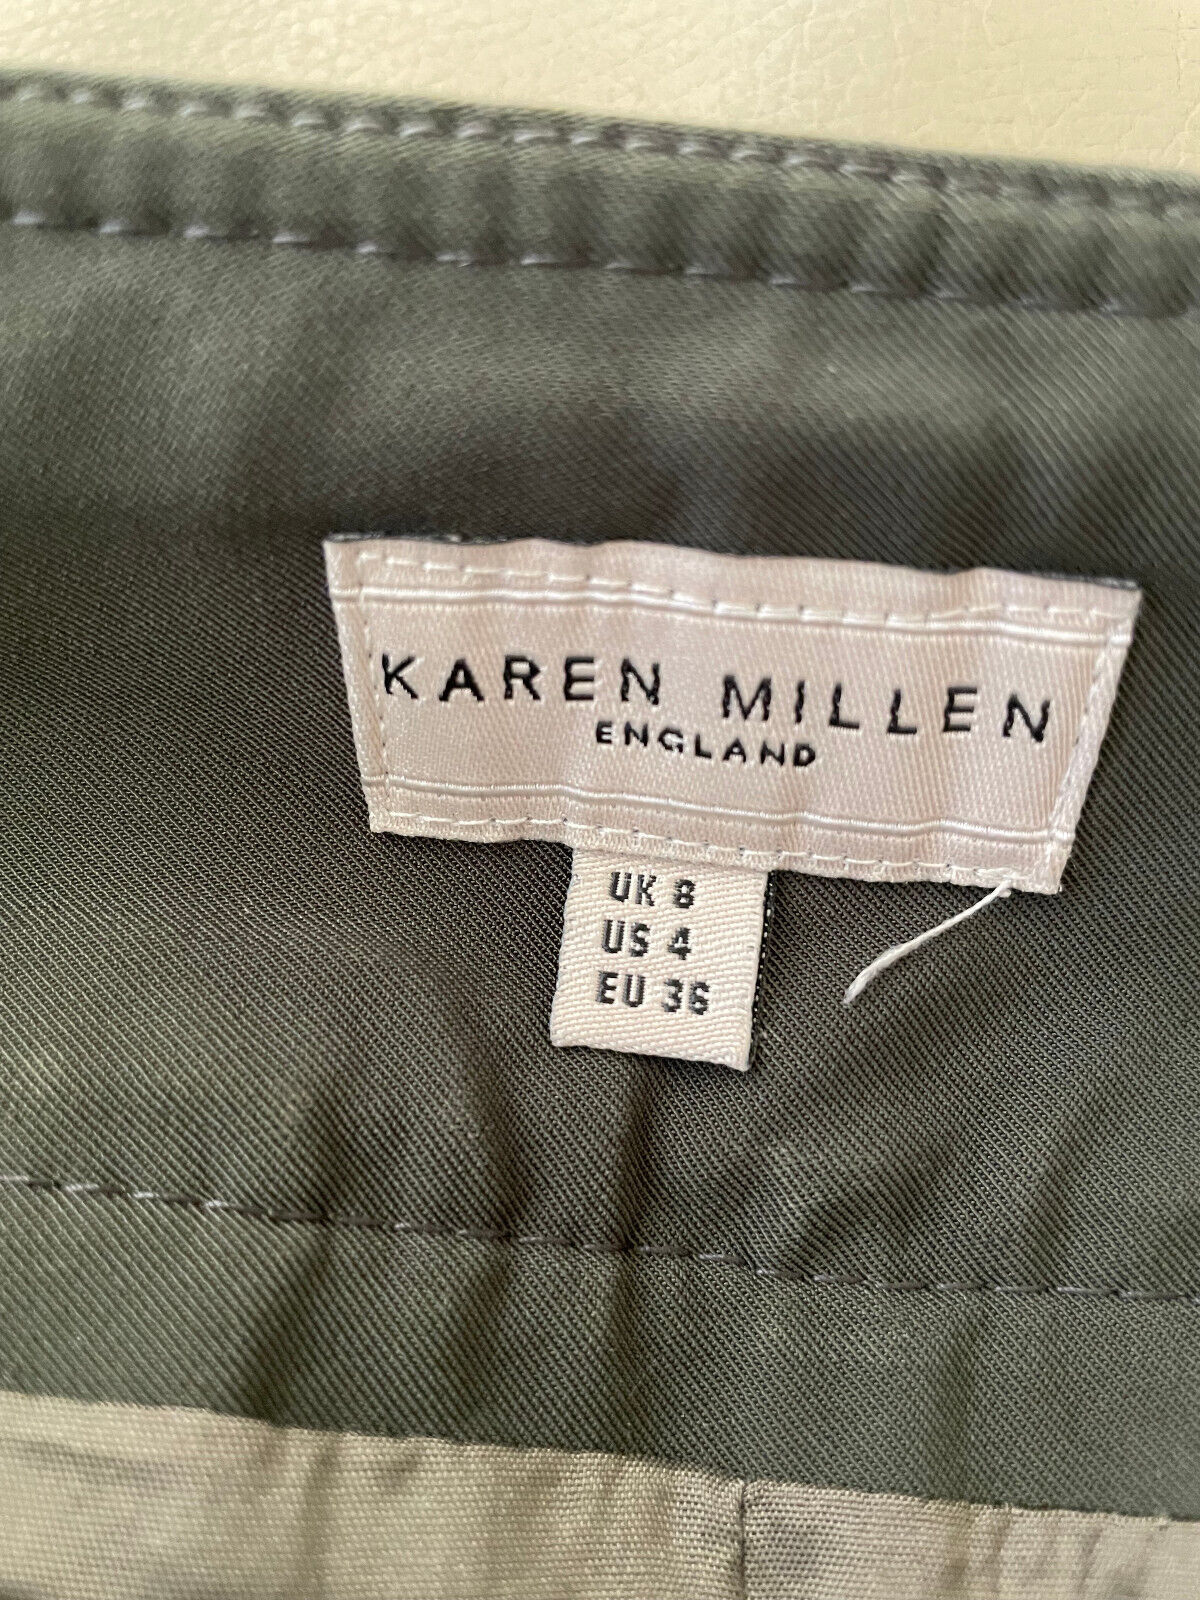 KAREN MILLEN
ENGLAND
UK 8
US 4
EU 36